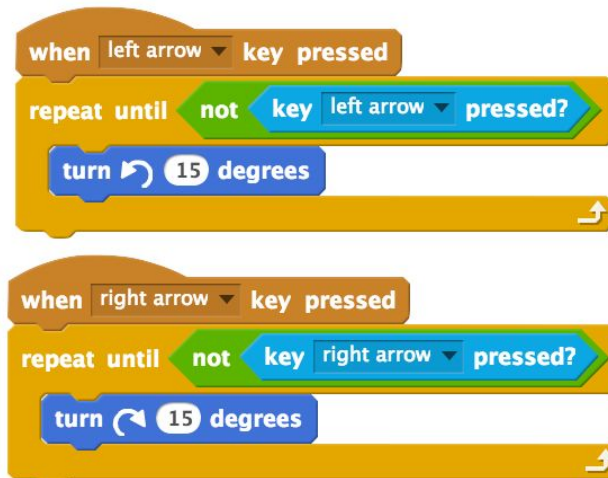 when left arrow key pressed
repeat until not key left arrow pressed?
turn 15 degrees
when right arrow key pressed
repeat until not key right arrow pressed?
turn 15 degrees